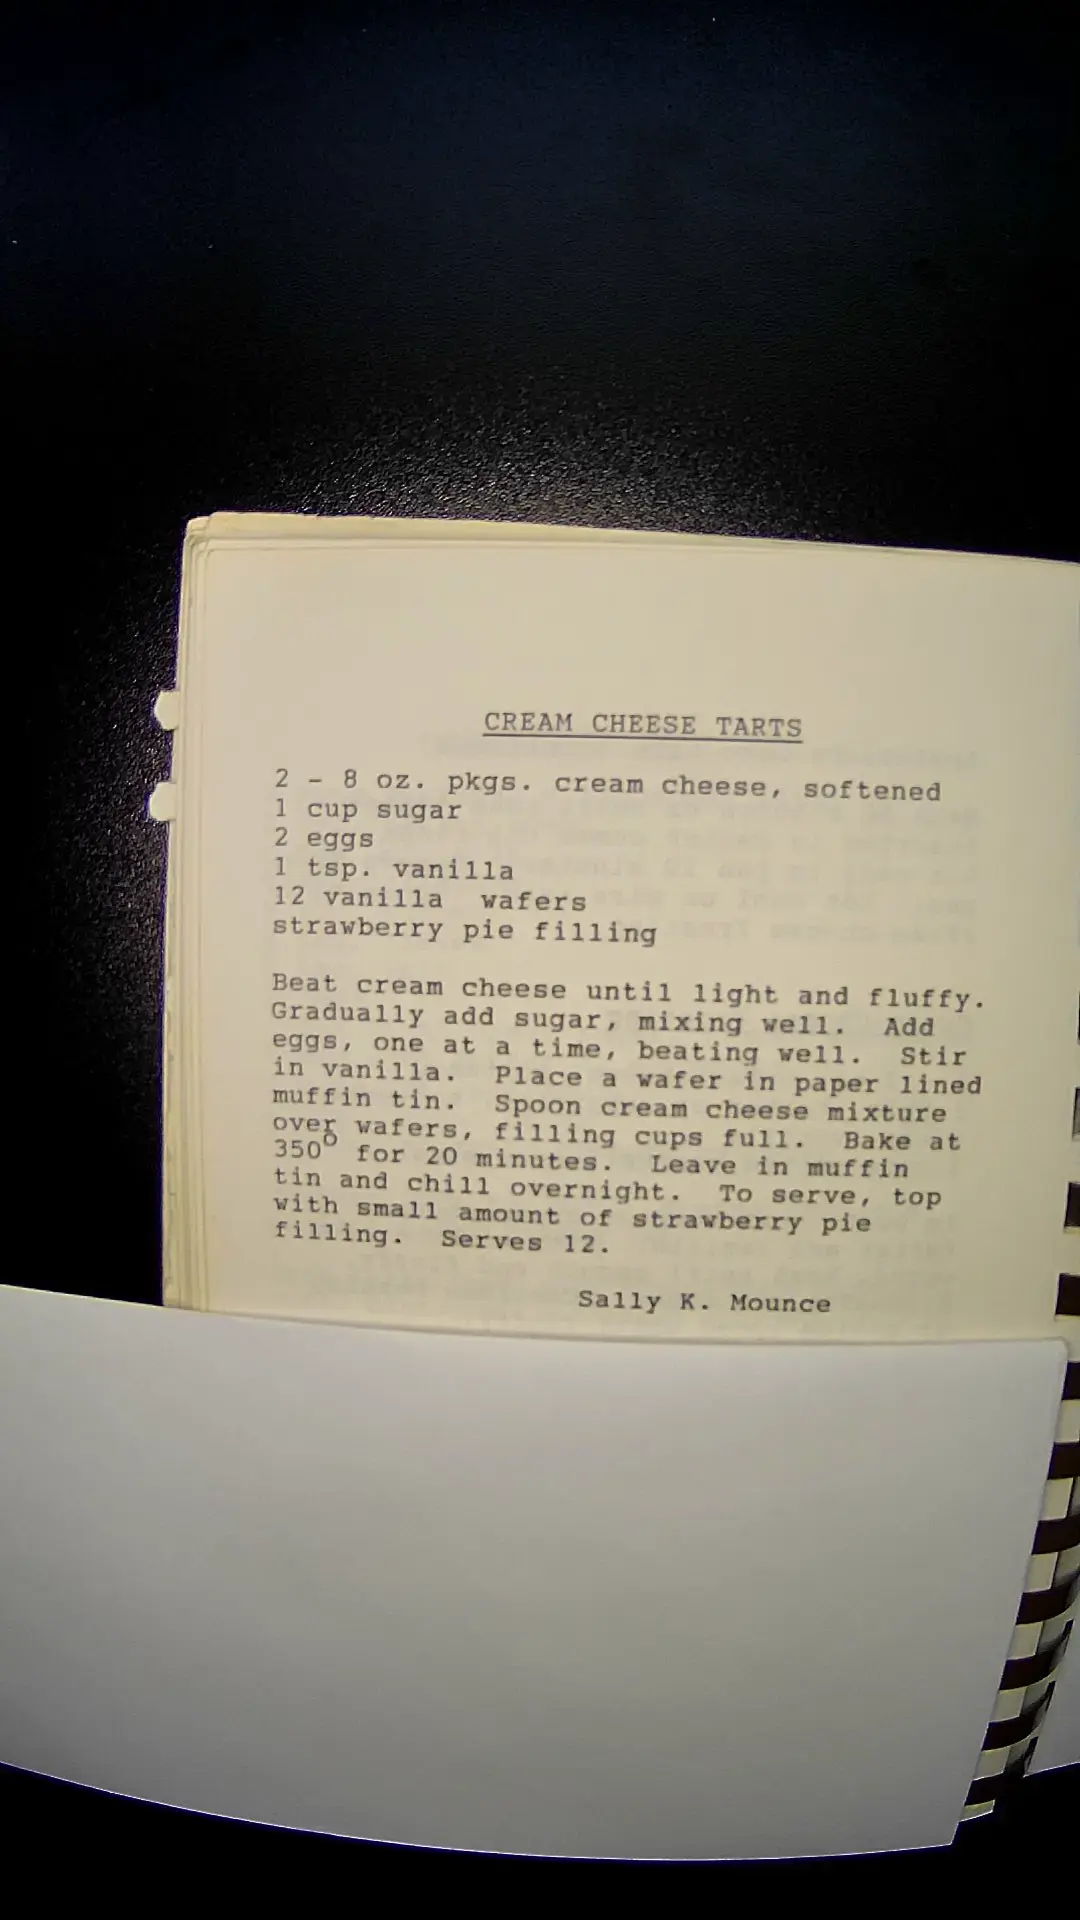 CREAM CHEESE TARTS
2 - 8 oz. pkgs. cream cheese, softened
1 cup sugar
2 eggs
1 tsp. vanilla
12 vanilla wafers
strawberry pie filling
Beat cream cheese until light and fluffy.
Gradually add sugar, mixing well. Add
eggs, one at a time, beating well. Stir
in vanilla. Place a wafer in paper lined
muffin tin. Spoon cream cheese mixture
over wafers, filling cups full. Bake at
350° for 20 minutes. Leave in muffin
tin and chill overnight. To serve, top
with small amount of strawberry pie
filling. Serves 12.
Sally K. Mounce